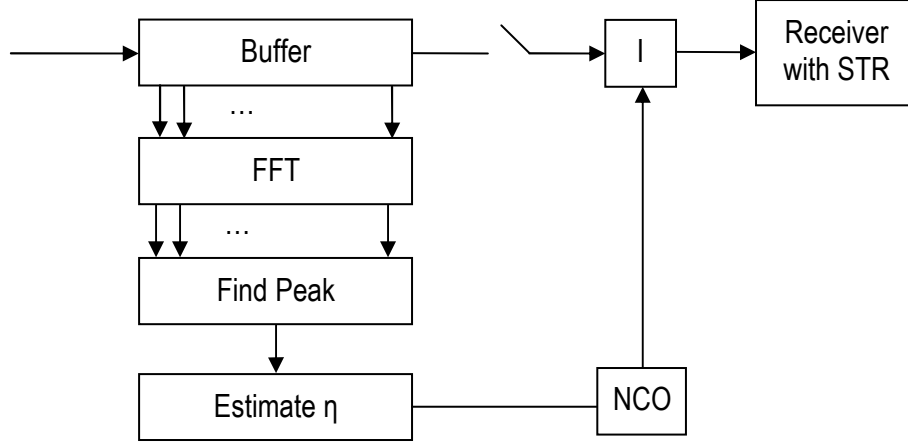 Buffer
I
Receiver
with STR
...
FFT
...
Find Peak
Estimate η
NCO